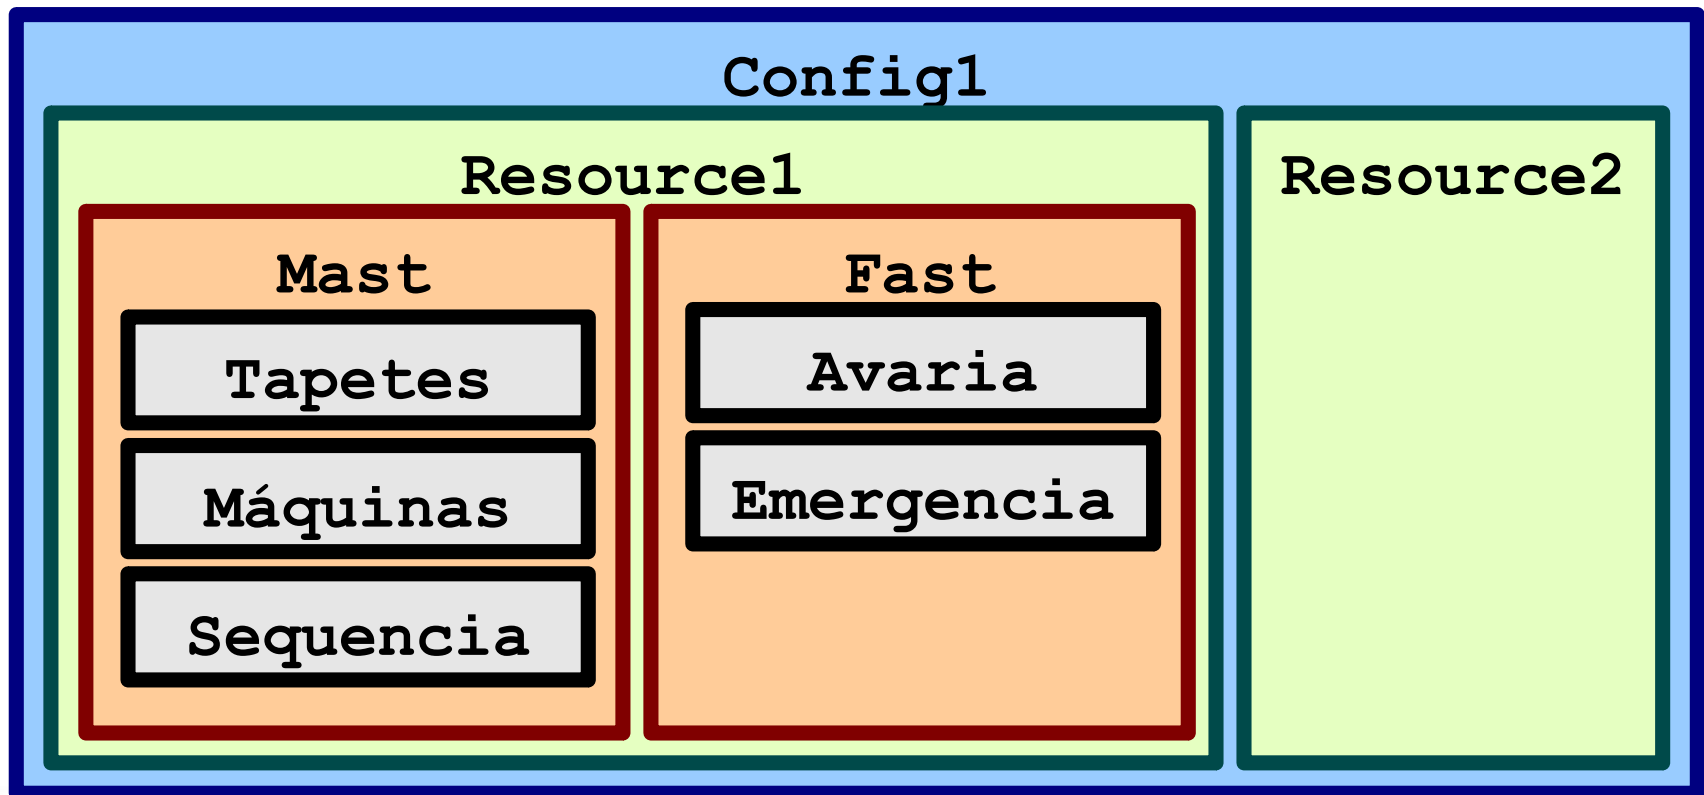 Config1
Resource1
Resource2
Mast
Fast
Tapetes
Máquinas
Sequencia
Avaria
Emergencia